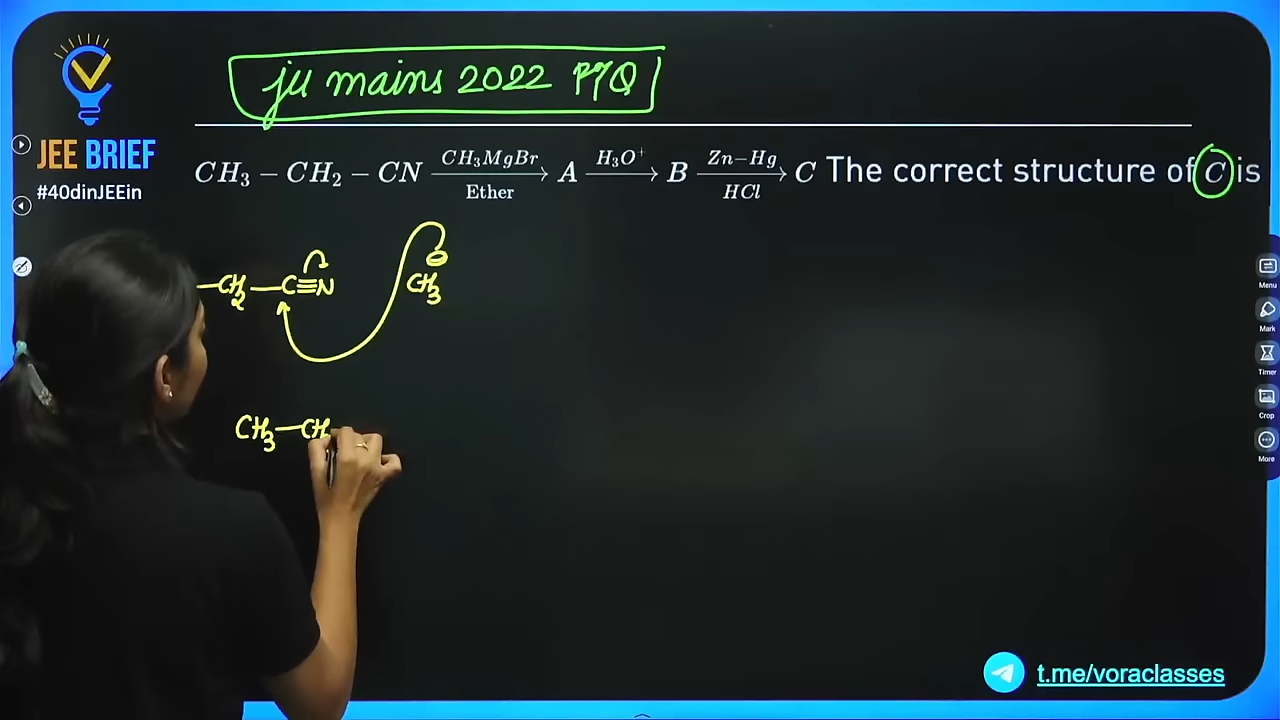 jee mains 2022 PYQ
JEE BRIEF
#40dinJEEin
CH₃ − CH₂ − CN —CH₃MgBr/Ether→ A —H₃O⁺→ B —Zn−Hg/HCl→ C The correct structure of C is
—CH₂—C≡N
CH₃⊖
CH₃—CH
Menu
Mark
Timer
Crop
More
t.me/voraclasses